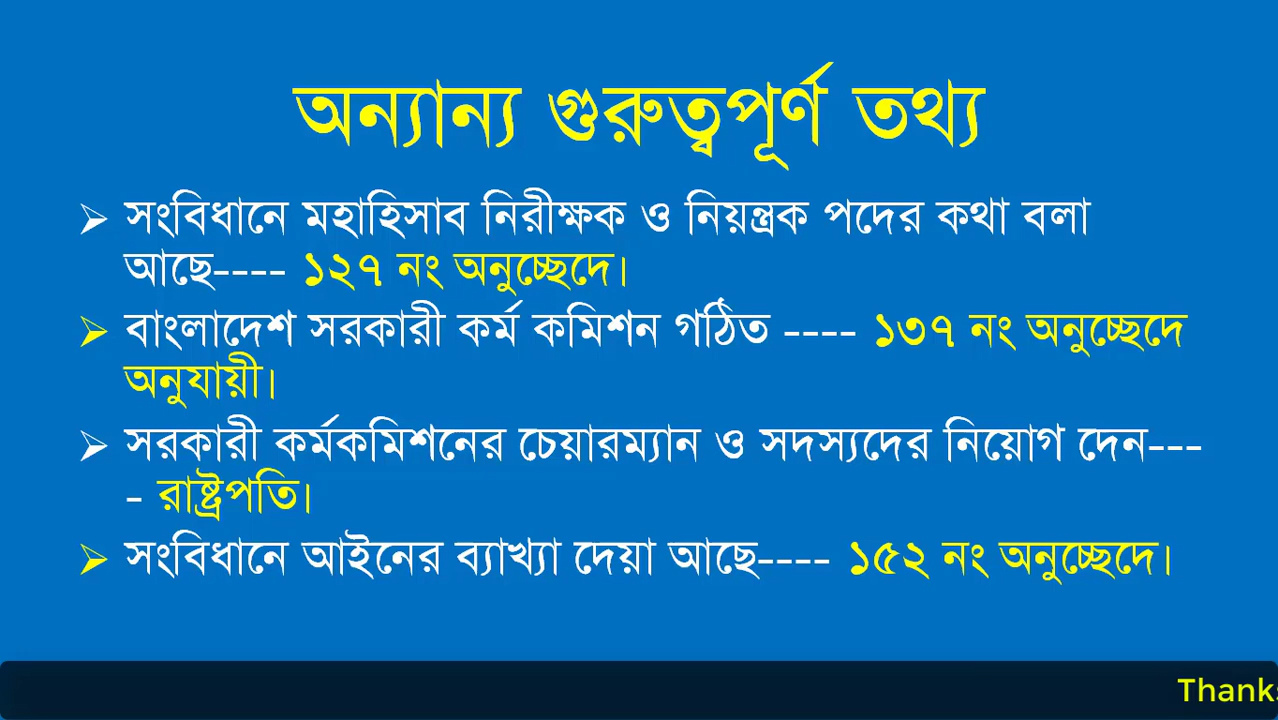 অন্যান্য গুরুত্বপূর্ণ তথ্য
➢ সংবিধানে মহাহিসাব নিরীক্ষক ও নিয়ন্ত্রক পদের কথা বলা
আছে---- ১২৭ নং অনুচ্ছেদে।
➢ বাংলাদেশ সরকারী কর্ম কমিশন গঠিত ---- ১৩৭ নং অনুচ্ছেদে
অনুযায়ী।
➢ সরকারী কর্মকমিশনের চেয়ারম্যান ও সদস্যদের নিয়োগ দেন---
- রাষ্ট্রপতি।
➢ সংবিধানে আইনের ব্যাখ্যা দেয়া আছে---- ১৫২ নং অনুচ্ছেদে।
Thank